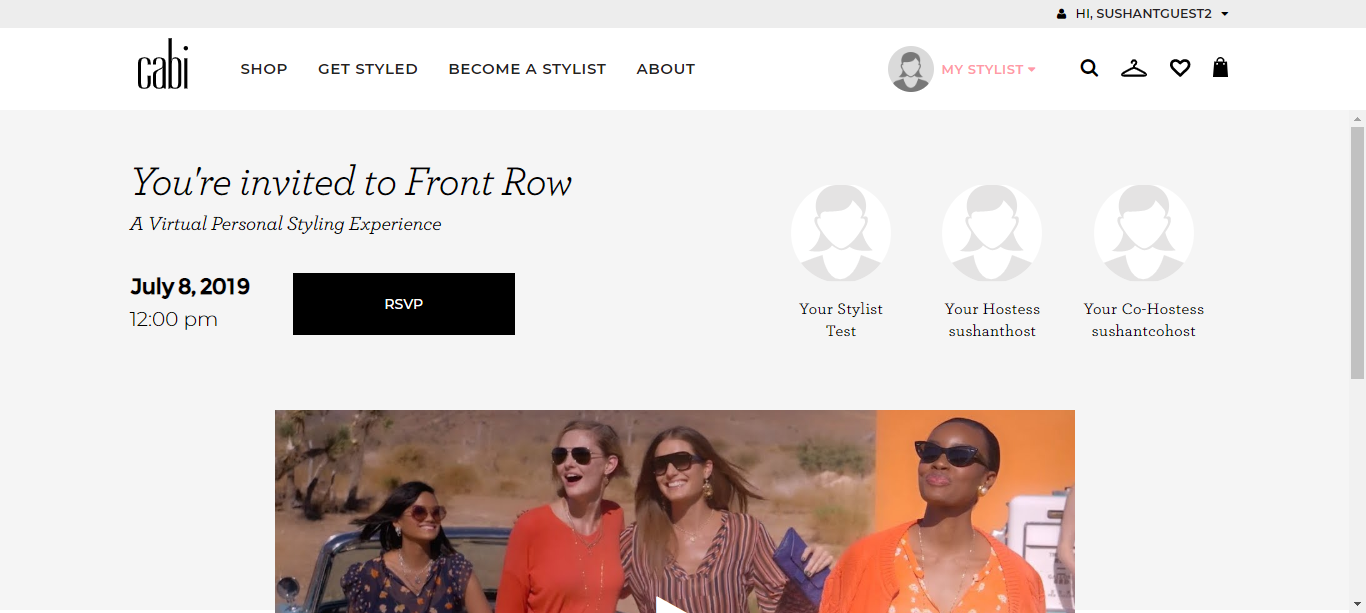 HI, SUSHANTGUEST2
cabi
SHOP
GET STYLED
BECOME A STYLIST
ABOUT
MY STYLIST
You're invited to Front Row
A Virtual Personal Styling Experience
July 8, 2019
12:00 pm
RSVP
Your Stylist
Test
Your Hostess
sushanthost
Your Co-Hostess
sushantcohost